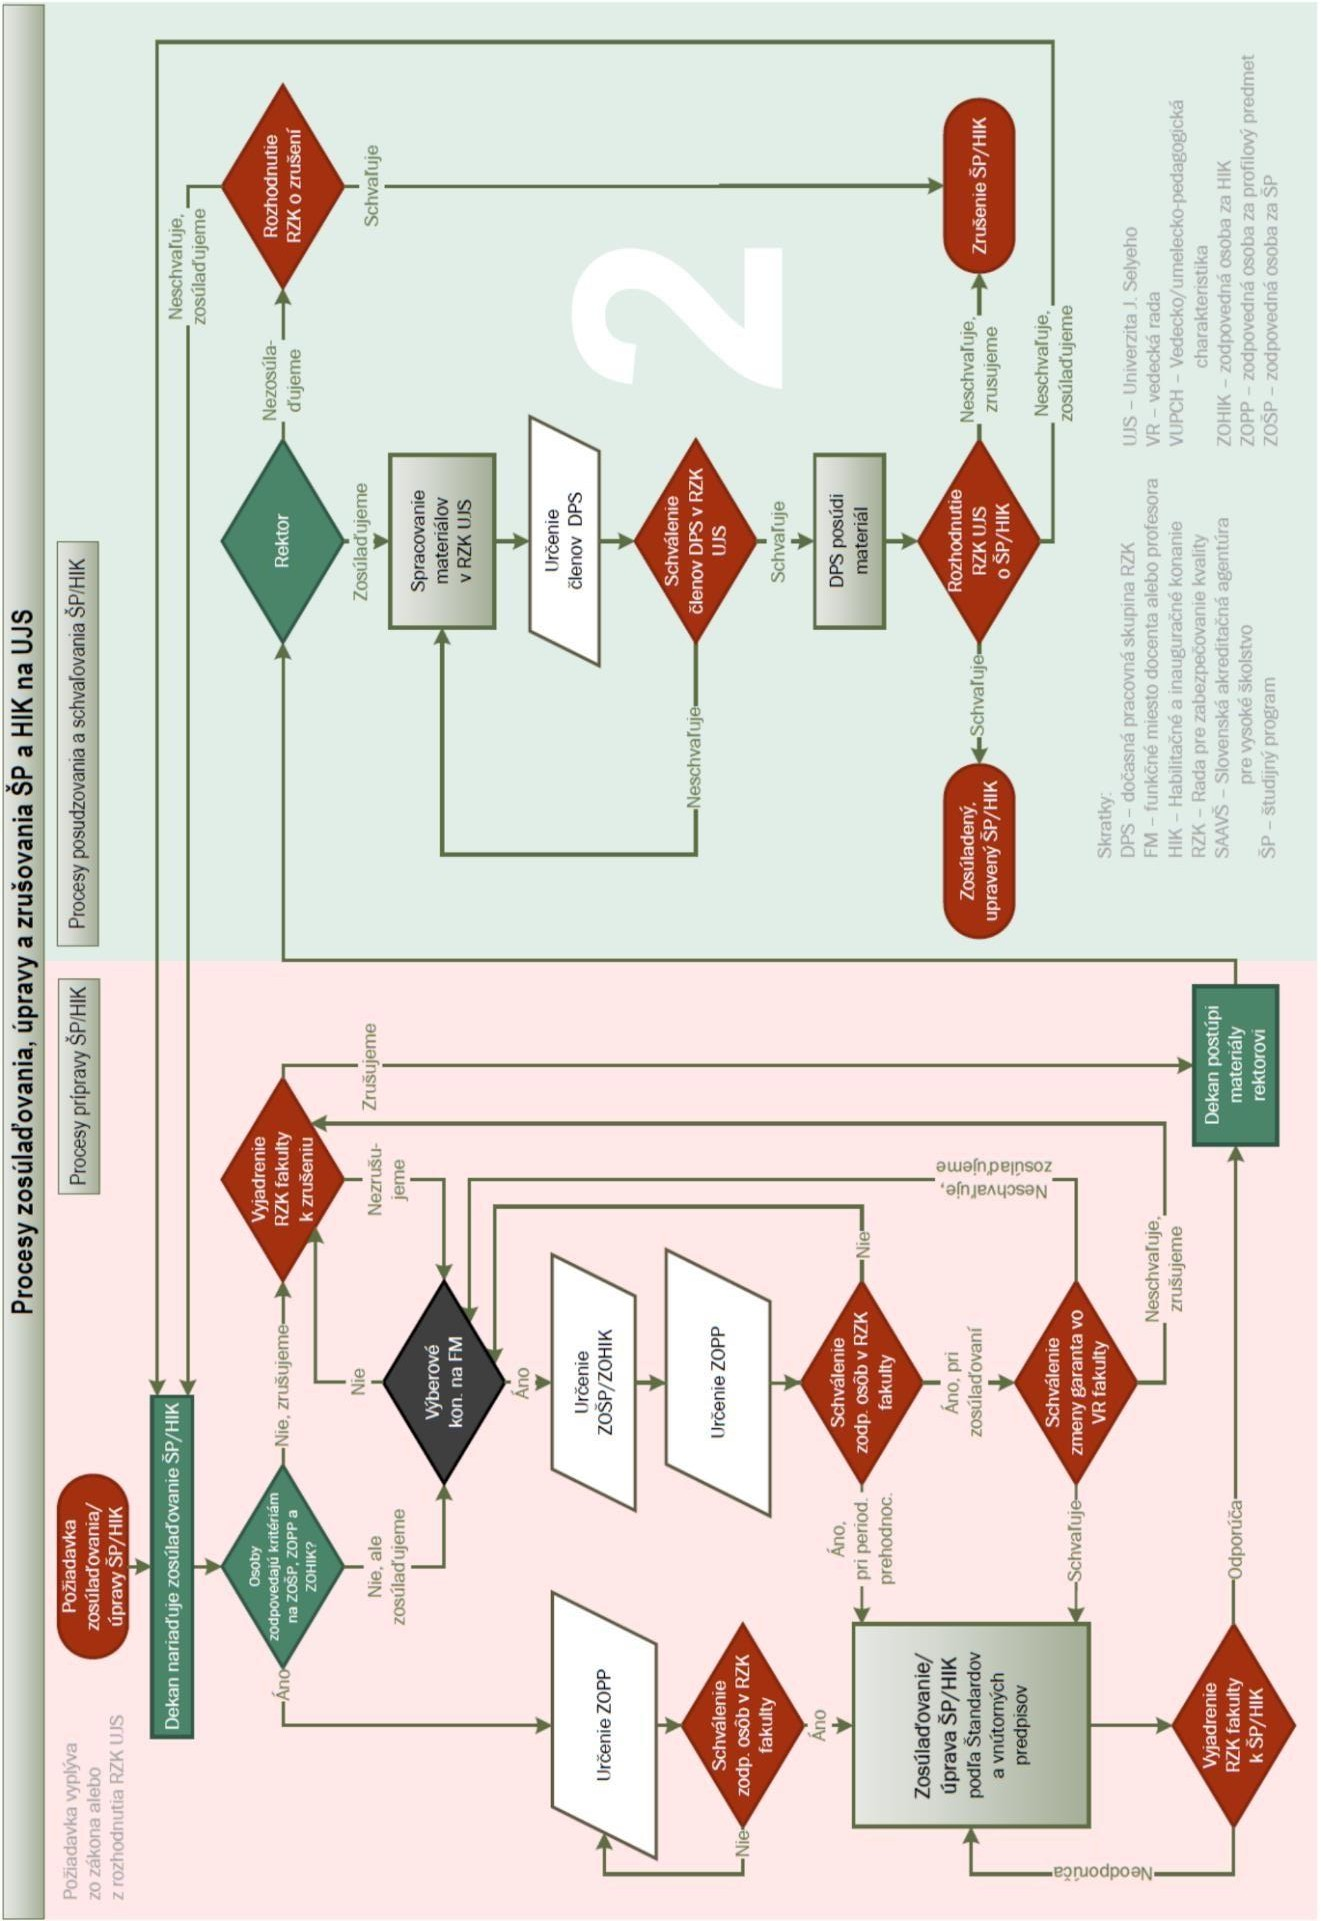 Procesy zosúlaďovania, úpravy a zrušovania ŠP a HIK na UJS
Procesy prípravy ŠP/HIK
Procesy posudzovania a schvaľovania ŠP/HIK
Požiadavka vyplýva
zo zákona alebo
z rozhodnutia RZK UJS
Požiadavka
zosúlaďovania/
úpravy ŠP/HIK
Dekan nariaďuje zosúlaďovanie ŠP/HIK
Osoby
zodpovedajú kritériám
na ZOŠP, ZOPP a
ZOHIK?
Áno
Nie, ale
zosúlaďujeme
Nie, zrušujeme
Vyjadrenie
RZK fakulty
k zrušeniu
Nezrušu-
jeme
Zrušujeme
Výberové
kon. na FM
Nie
Áno
Určenie
ZOŠP/ZOHIK
Určenie ZOPP
Určenie ZOPP
Schválenie
zodp. osôb v RZK
fakulty
Nie
Áno
Schválenie
zodp. osôb v RZK
fakulty
Nie
Áno,
pri period.
prehodnoc.
Áno, pri
zosúlaďovaní
Schválenie
zmeny garanta vo
VR fakulty
Schvaľuje
Neschvaľuje,
zosúlaďujeme
Neschvaľuje,
zrušujeme
Zosúlaďovanie/
úprava ŠP/HIK
podľa Štandardov
a vnútorných
predpisov
Vyjadrenie
RZK fakulty
k ŠP/HIK
Neodporúča
Odporúča
Dekan postúpi
materiály
rektorovi
Rektor
Nezosúla-
ďujeme
Zosúlaďujeme
Rozhodnutie
RZK o zrušení
Neschvaľuje,
zosúlaďujeme
Schvaľuje
Spracovanie
materiálov
v RZK UJS
Určenie
členov DPS
Schválenie
členov DPS v RZK
UJS
Neschvaľuje
Schvaľuje
DPS posúdi
materiál
Rozhodnutie
RZK UJS
o ŠP/HIK
Schvaľuje
Neschvaľuje,
zrusujeme
Neschvaľuje,
zosúlaďujeme
Zosúladený,
upravený ŠP/HIK
Zrušenie ŠP/HIK
2
Skratky:
DPS – dočasná pracovná skupina RZK
FM – funkčné miesto docenta alebo profesora
HIK – Habilitačné a inauguračné konanie
RZK – Rada pre zabezpečovanie kvality
SAAVŠ – Slovenská akreditačná agentúra
pre vysoké školstvo
ŠP – študijný program
UJS – Univerzita J. Selyeho
VR – vedecká rada
VUPCH – Vedecko/umelecko-pedagogická
charakteristika
ZOHIK – zodpovedná osoba za HIK
ZOPP – zodpovedná osoba za profilový predmet
ZOŠP – zodpovedná osoba za ŠP